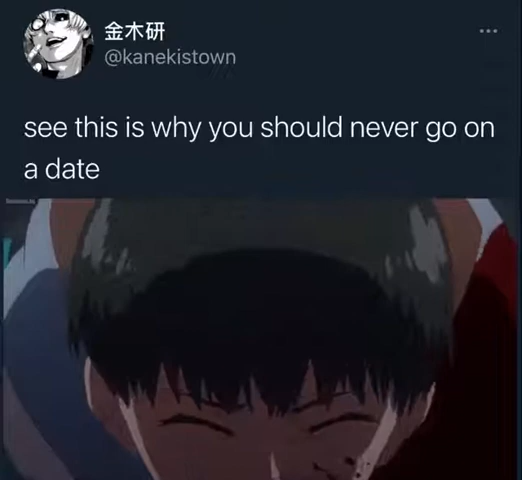 金木研
@kanekistown
see this is why you should never go on
a date